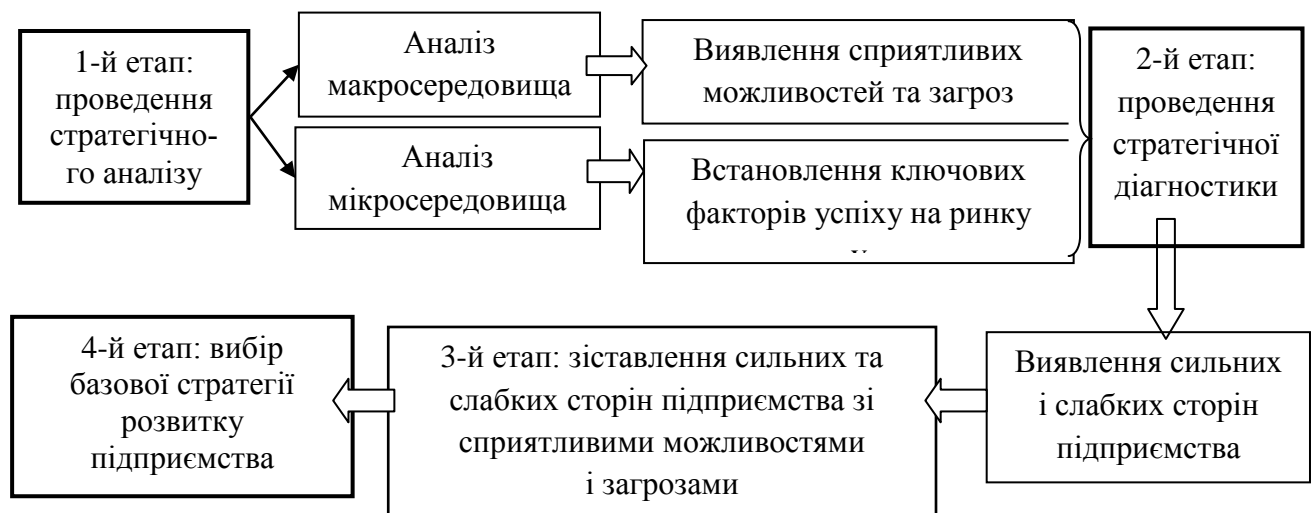 1-й етап:
проведення
стратегічно-
го аналізу
Аналіз
макросередовища
Виявлення сприятливих
можливостей та загроз
Аналіз
мікросередовища
Встановлення ключових
факторів успіху на ринку
2-й етап:
проведення
стратегічної
діагностики
Виявлення сильних
і слабких сторін
підприємства
3-й етап: зіставлення сильних та
слабких сторін підприємства зі
сприятливими можливостями
і загрозами
4-й етап: вибір
базової стратегії
розвитку
підприємства